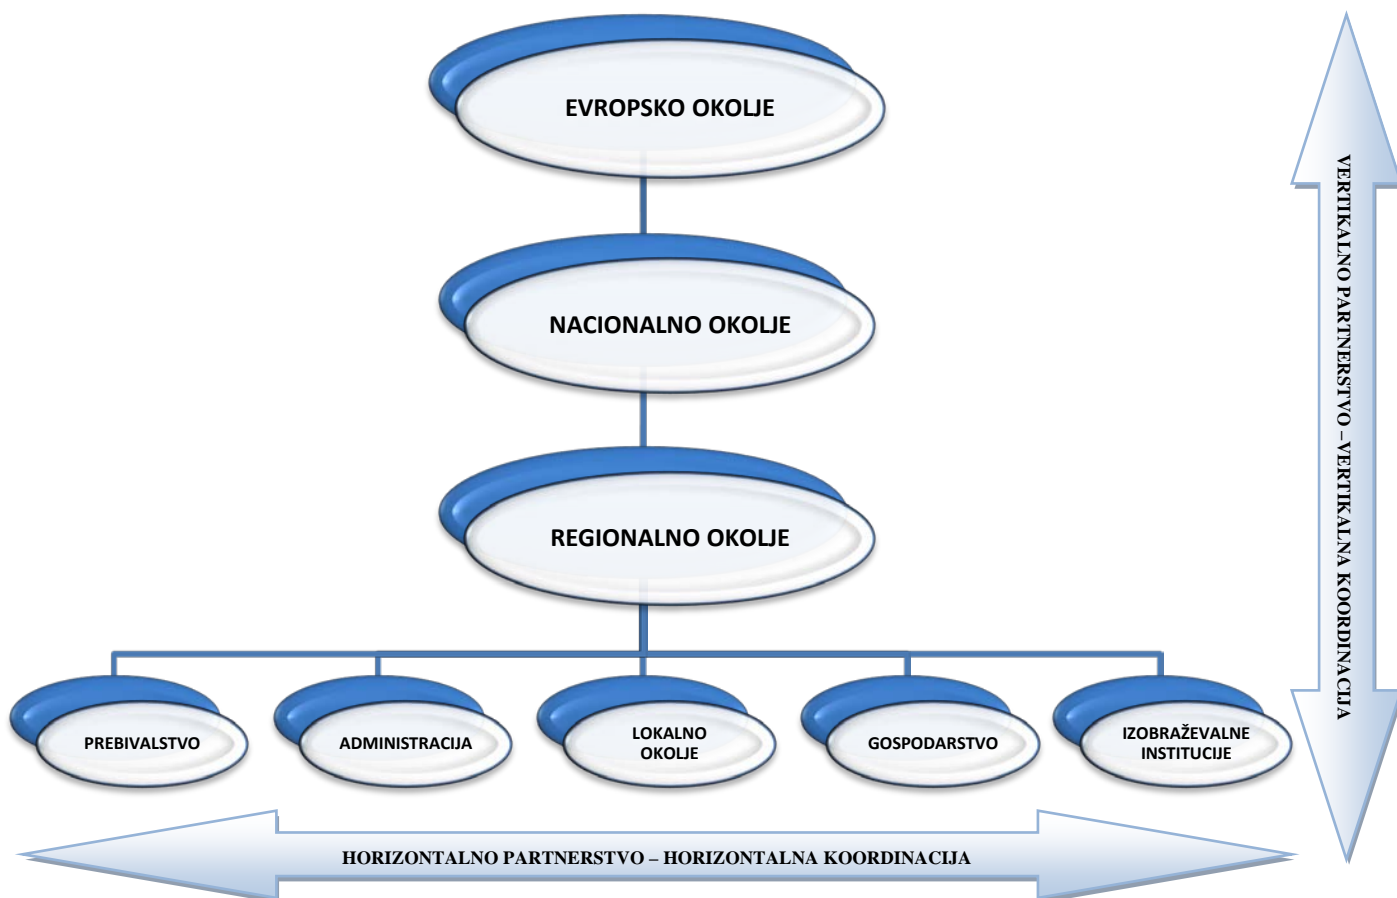 EVROPSKO OKOLJE
NACIONALNO OKOLJE
REGIONALNO OKOLJE
PREBIVALSTVO
ADMINISTRACIJA
LOKALNO
OKOLJE
GOSPODARSTVO
IZOBRAŽEVALNE
INSTITUCIJE
HORIZONTALNO PARTNERSTVO – HORIZONTALNA KOORDINACIJA
VERTIKALNO PARTNERSTVO –VERTIKALNA KOORDINACIJA